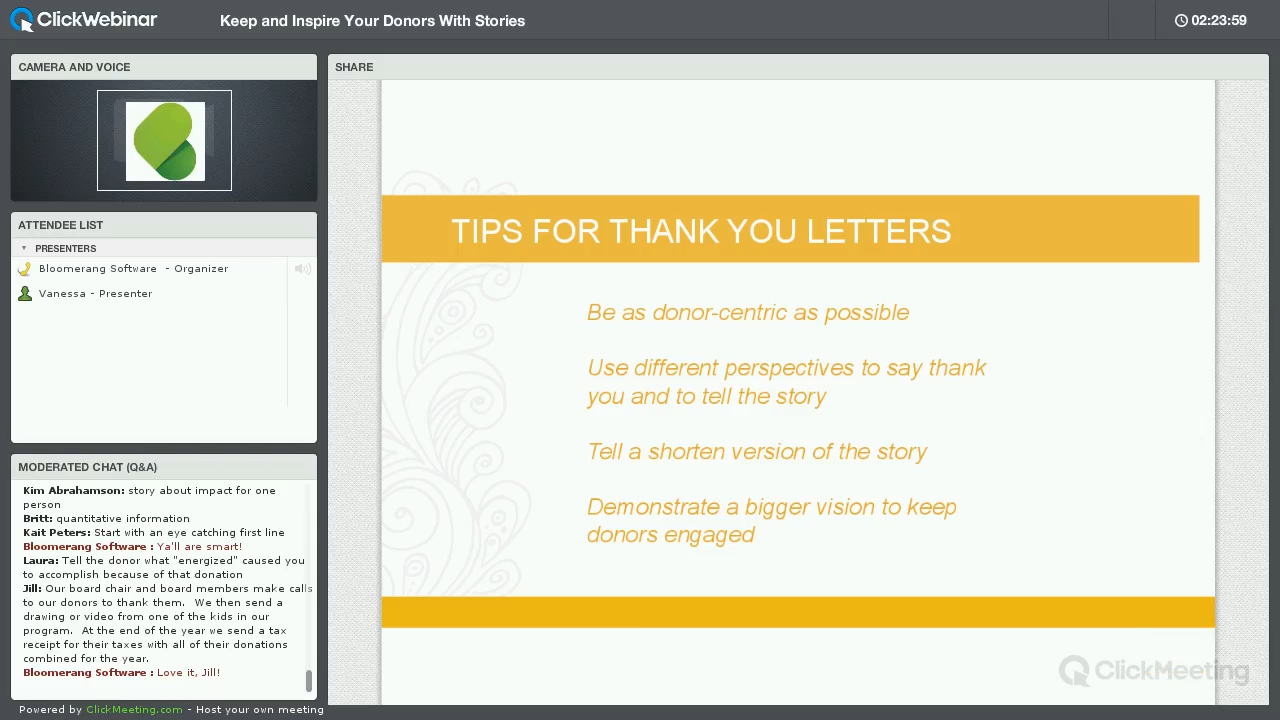 ClickWebinar
Keep and Inspire Your Donors With Stories
02:23:59
CAMERA AND VOICE
SHARE
ATTENDEE LIST
PRESENTERS
Bloomerang Software - Organizer
Vanessa - Presenter
MODERATED CHAT (Q&A)
Kim Abrahamson: story about impact for one
person
Britt: quantitative information
Kait Peters: Start with an eye catching first line
Bloomerang Software : Ya'll are smart!
Laura: Tell the donor what "energized" caused you
to accomplish because of that donation
Jill: Our board chair and board members make calls
to our donors to thank them. We then send a
drawing or video from one of the kids in our
program. At the end of the year we send a tax
receipt for their taxes with all of their donations
combined for the year.
Bloomerang Software : Love it, Jill!
Powered by ClickMeeting.com - Host your own meeting
TIPS FOR THANK YOU LETTERS
Be as donor-centric as possible
Use different perspectives to say thank
you and to tell the story
Tell a shorten version of the story
Demonstrate a bigger vision to keep
donors engaged
ClickMeeting